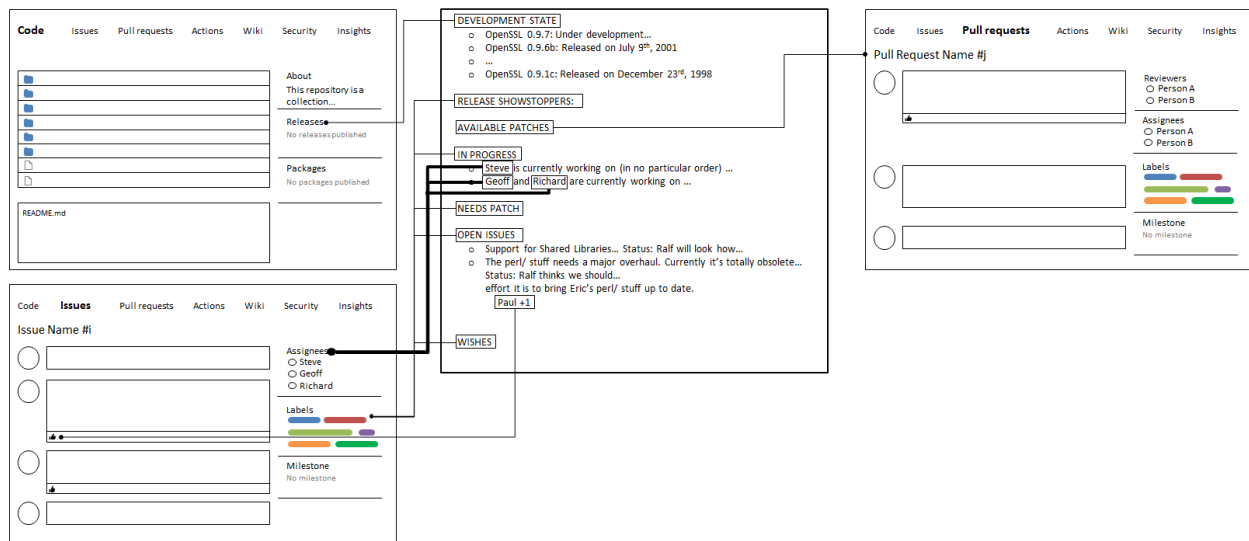 Code Issues Pull requests Actions Wiki Security Insights
About
This repository is a
collection...
Releases
No releases published
Packages
No packages published
README.md
Code Issues Pull requests Actions Wiki Security Insights
Issue Name #i
Assignees
Steve
Geoff
Richard
Labels
Milestone
No milestone
DEVELOPMENT STATE
OpenSSL 0.9.7: Under development...
OpenSSL 0.9.6b: Released on July 9th, 2001
...
OpenSSL 0.9.1c: Released on December 23rd, 1998
RELEASE SHOWSTOPPERS:
AVAILABLE PATCHES
IN PROGRESS
Steve is currently working on (in no particular order) ...
Geoff and Richard are currently working on ...
NEEDS PATCH
OPEN ISSUES
Support for Shared Libraries... Status: Ralf will look how...
The perl/ stuff needs a major overhaul. Currently it's totally obsolete...
Status: Ralf thinks we should...
effort it is to bring Eric's perl/ stuff up to date.
Paul +1
WISHES
Code Issues Pull requests Actions Wiki Security Insights
Pull Request Name #j
Reviewers
Person A
Person B
Assignees
Person A
Person B
Labels
Milestone
No milestone